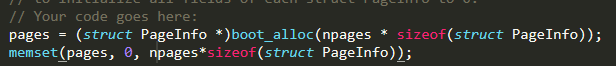 // to initialize all fields of each struct PageInfo to 0.
// Your code goes here:
pages = (struct PageInfo *)boot_alloc(npages * sizeof(struct PageInfo));
memset(pages, 0, npages*sizeof(struct PageInfo));